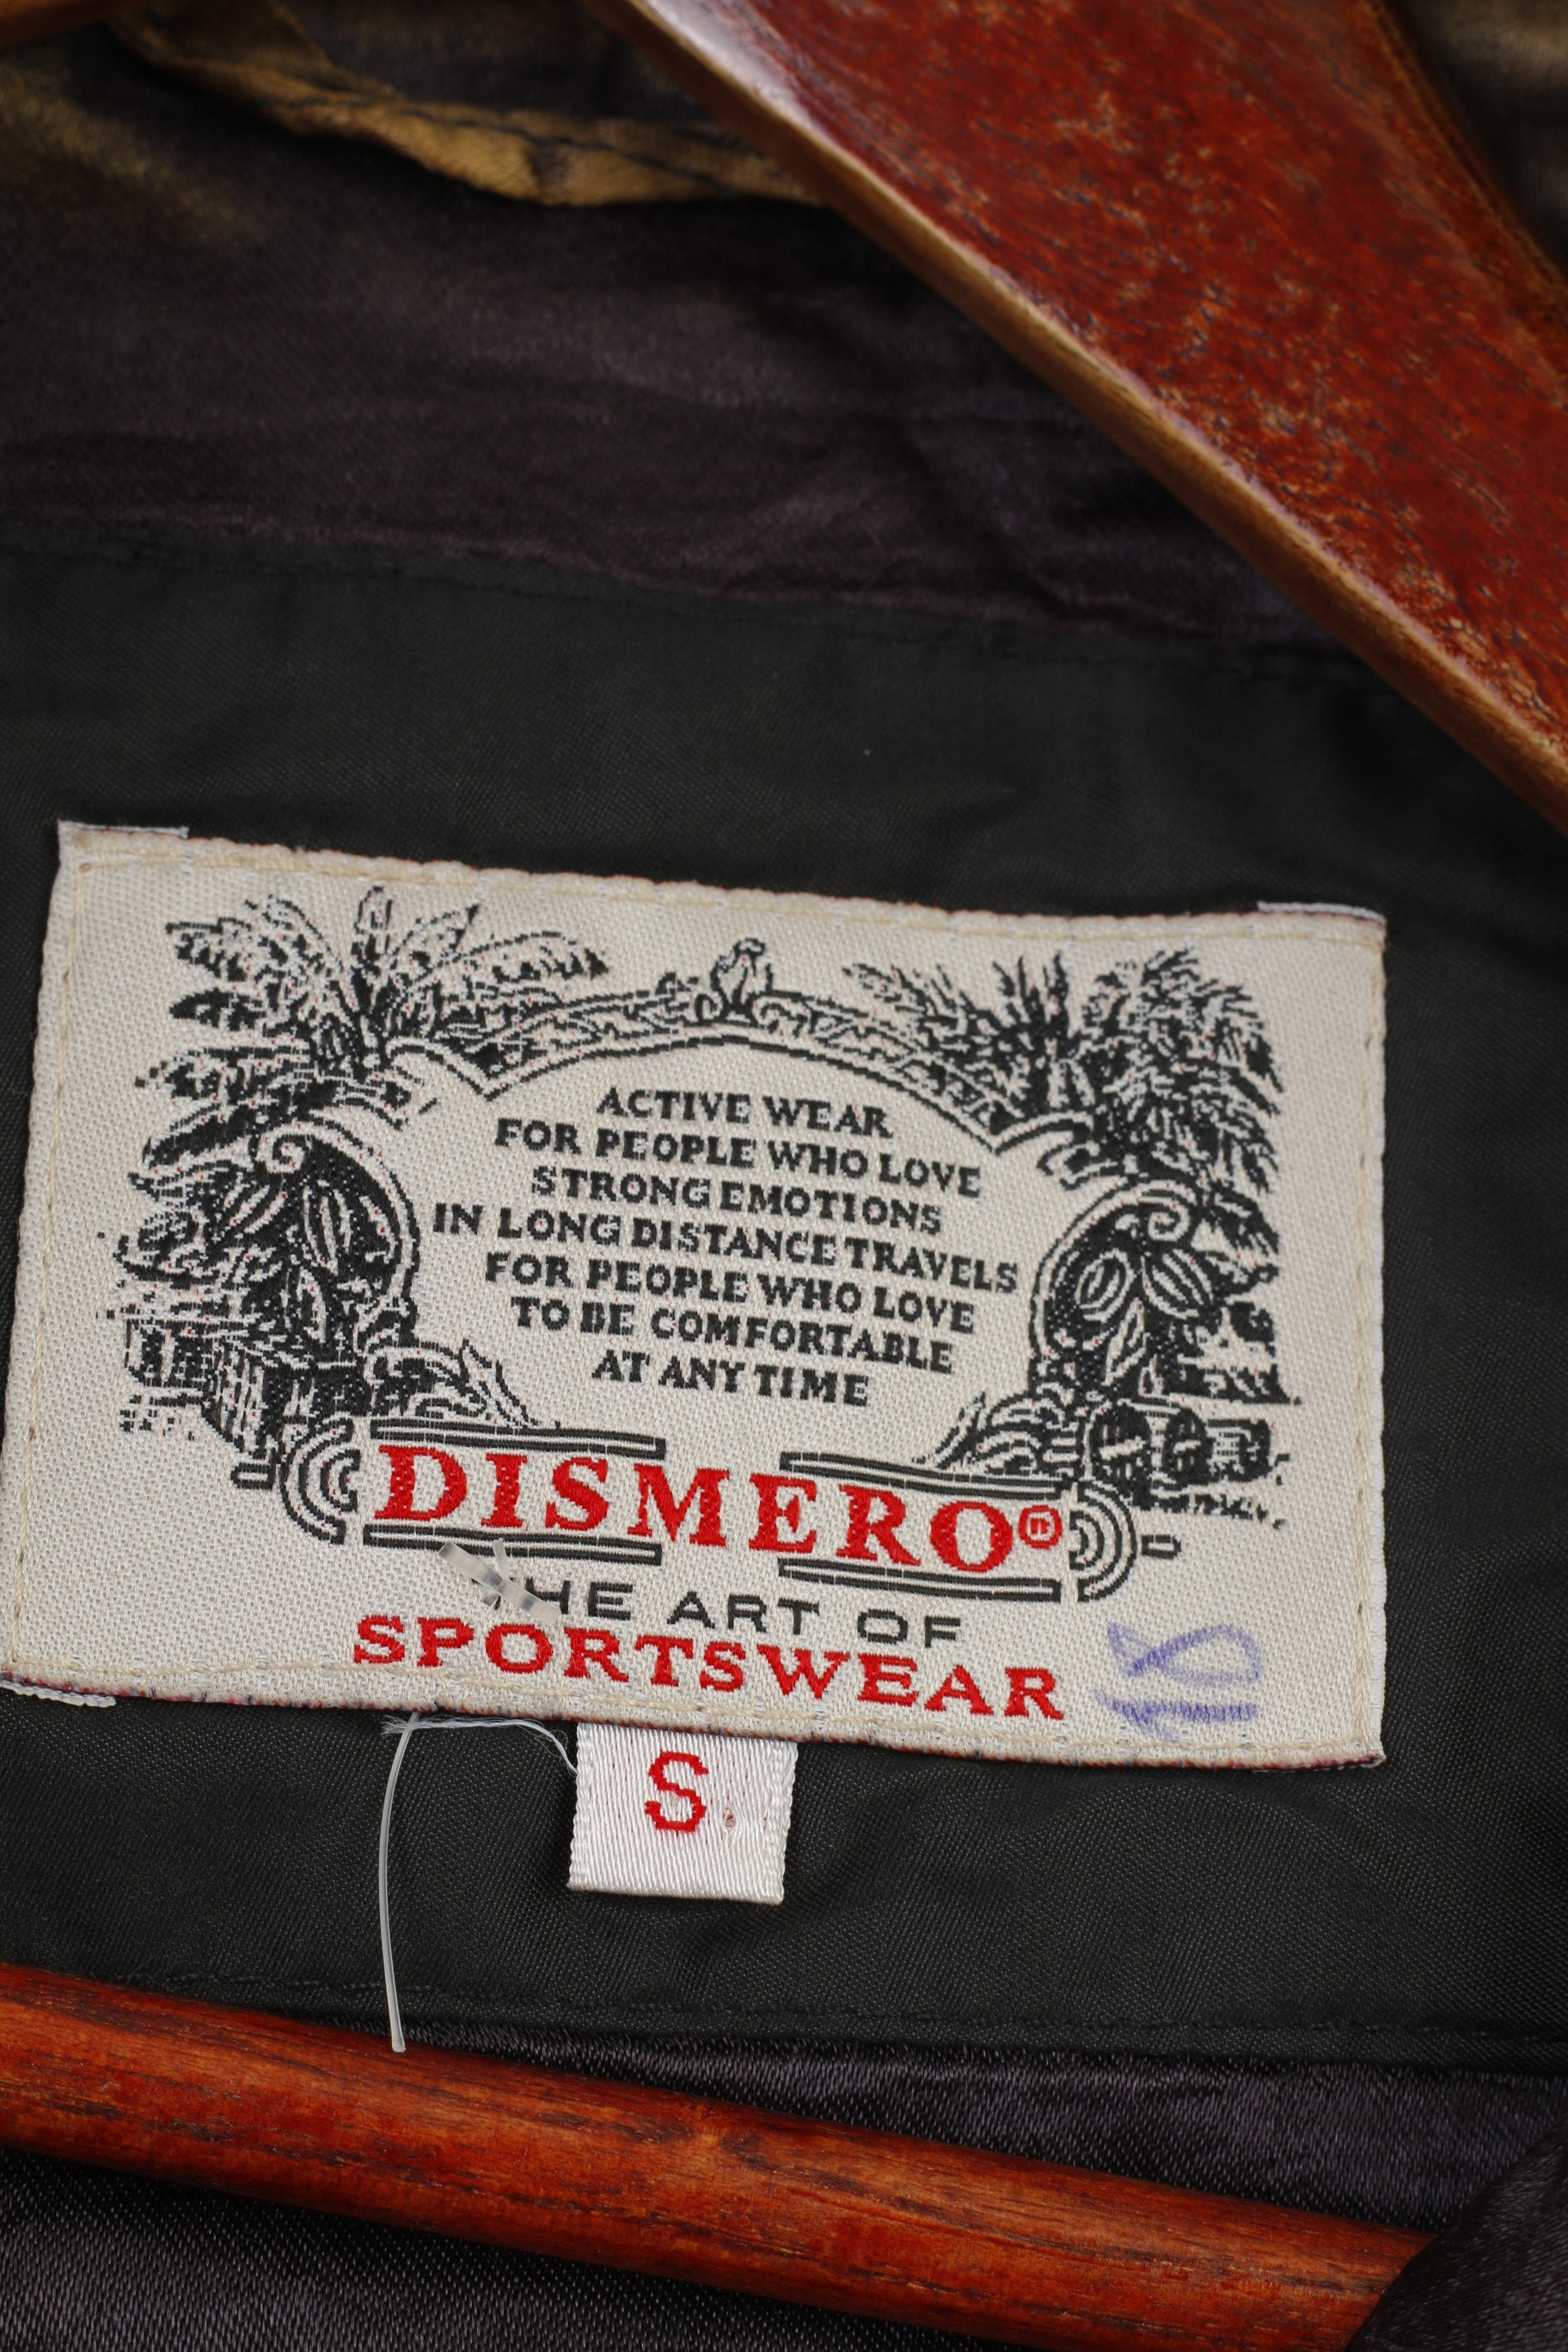 ACTIVE WEAR
FOR PEOPLE WHO LOVE
STRONG EMOTIONS
IN LONG DISTANCE TRAVELS
FOR PEOPLE WHO LOVE
TO BE COMFORTABLE
AT ANY TIME
DISMERO®
THE ART OF
SPORTSWEAR
S